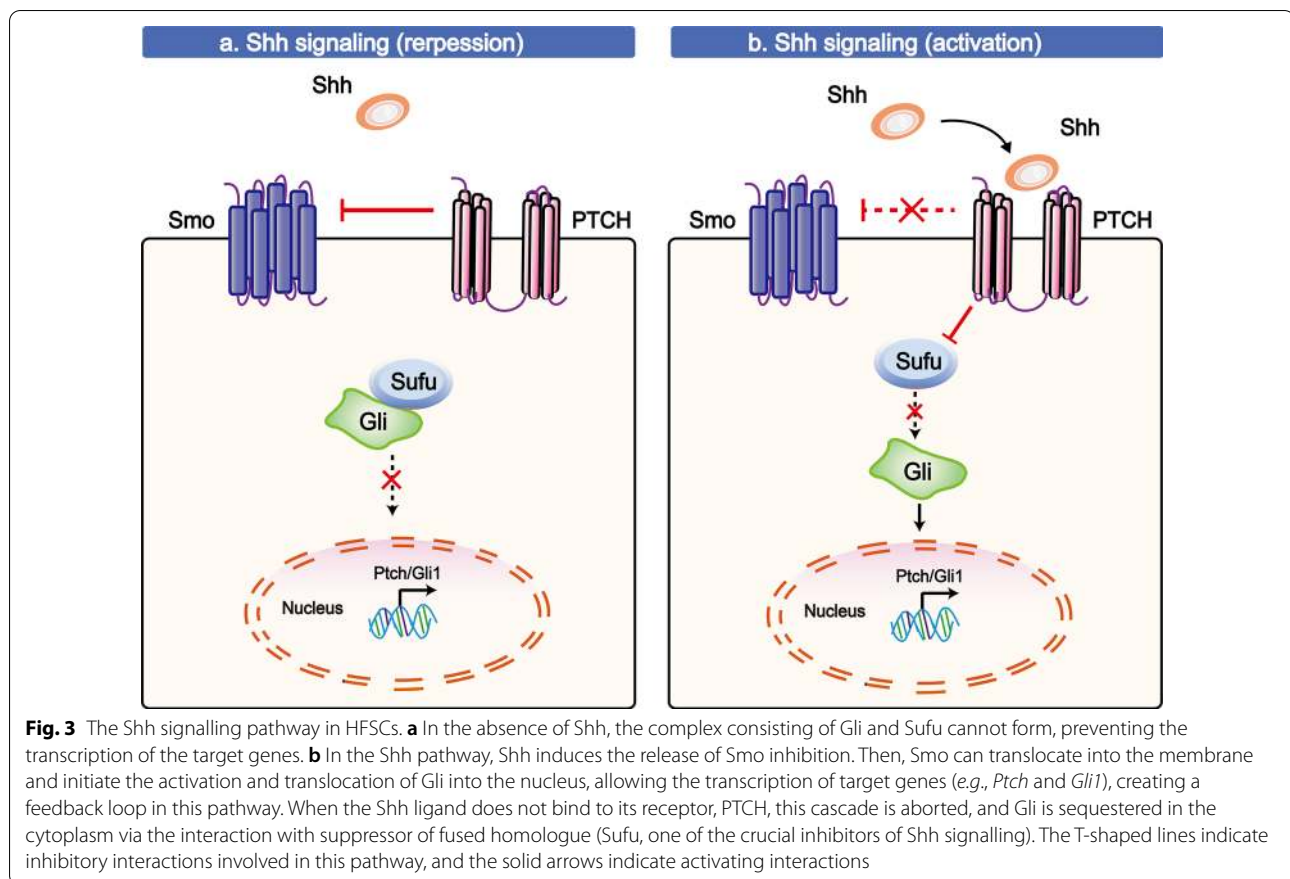 a. Shh signaling (rerpession)
Shh
Smo
PTCH
Sufu
Gli
Ptch/Gli1
Nucleus
b. Shh signaling (activation)
Shh
Shh
Smo
PTCH
Sufu
Gli
Ptch/Gli1
Nucleus
Fig. 3 The Shh signalling pathway in HFSCs. a In the absence of Shh, the complex consisting of Gli and Sufu cannot form, preventing the
transcription of the target genes. b In the Shh pathway, Shh induces the release of Smo inhibition. Then, Smo can translocate into the membrane
and initiate the activation and translocation of Gli into the nucleus, allowing the transcription of target genes (e.g., Ptch and Gli1), creating a
feedback loop in this pathway. When the Shh ligand does not bind to its receptor, PTCH, this cascade is aborted, and Gli is sequestered in the
cytoplasm via the interaction with suppressor of fused homologue (Sufu, one of the crucial inhibitors of Shh signalling). The T-shaped lines indicate
inhibitory interactions involved in this pathway, and the solid arrows indicate activating interactions